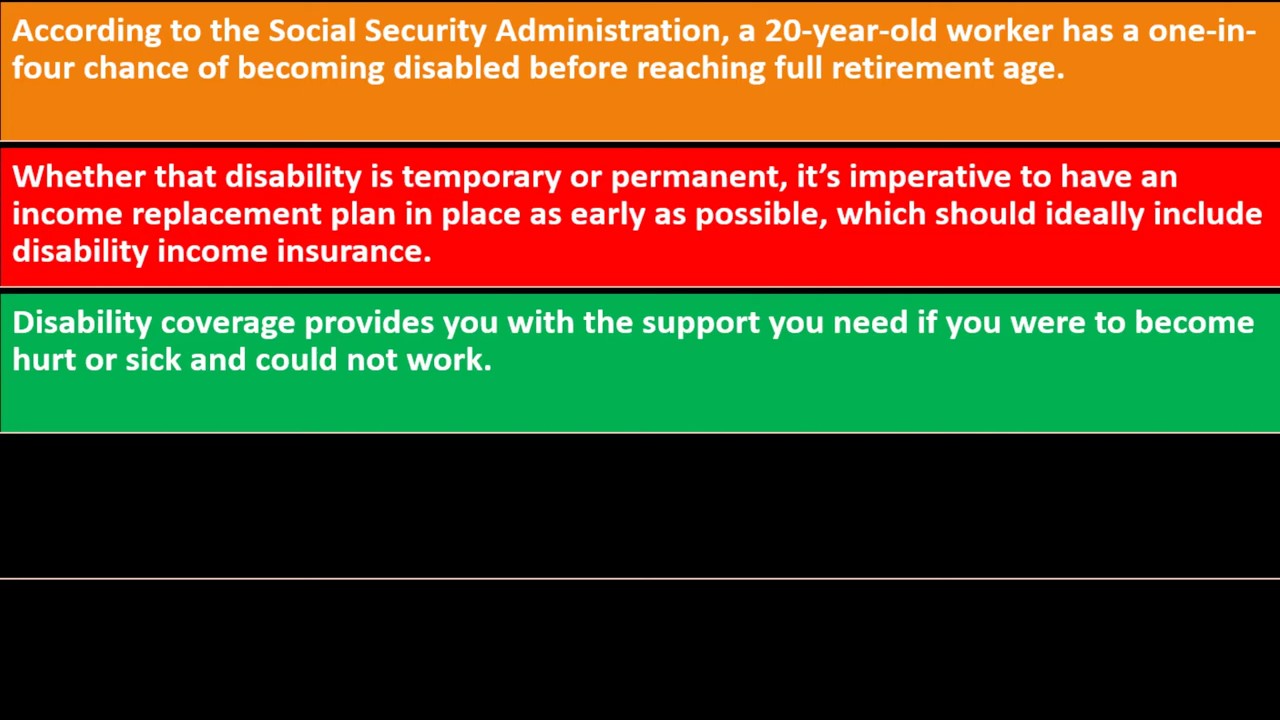 According to the Social Security Administration, a 20-year-old worker has a one-in-
four chance of becoming disabled before reaching full retirement age.
Whether that disability is temporary or permanent, it’s imperative to have an
income replacement plan in place as early as possible, which should ideally include
disability income insurance.
Disability coverage provides you with the support you need if you were to become
hurt or sick and could not work.